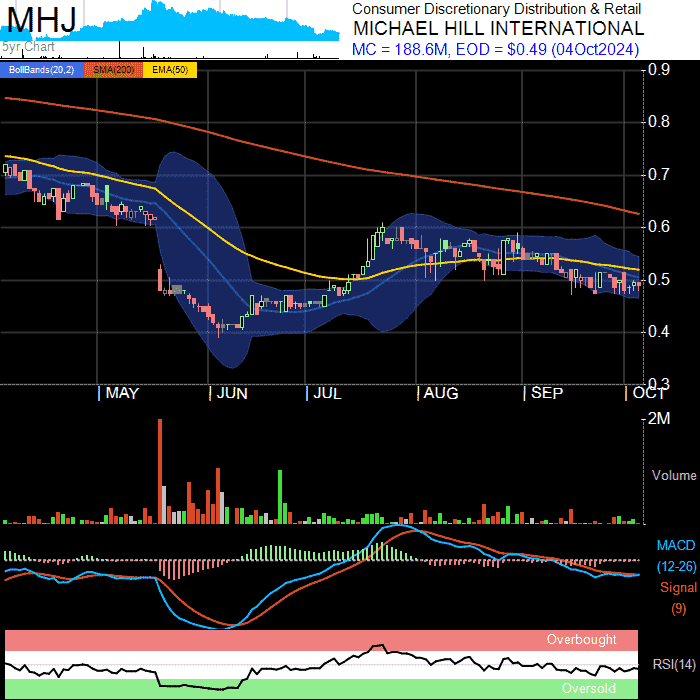 MHJ
Consumer Discretionary Distribution & Retail
MICHAEL HILL INTERNATIONAL
5yr Chart
MC = 188.6M, EOD = $0.49 (04Oct2024)
BollBands(20,2) SMA(200) EMA(50)
0.9
0.8
0.7
0.6
0.5
0.4
0.3
MAY JUN JUL AUG SEP OCT
2M
Volume
MACD
(12-26)
Signal
(9)
Overbought
RSI(14)
Oversold